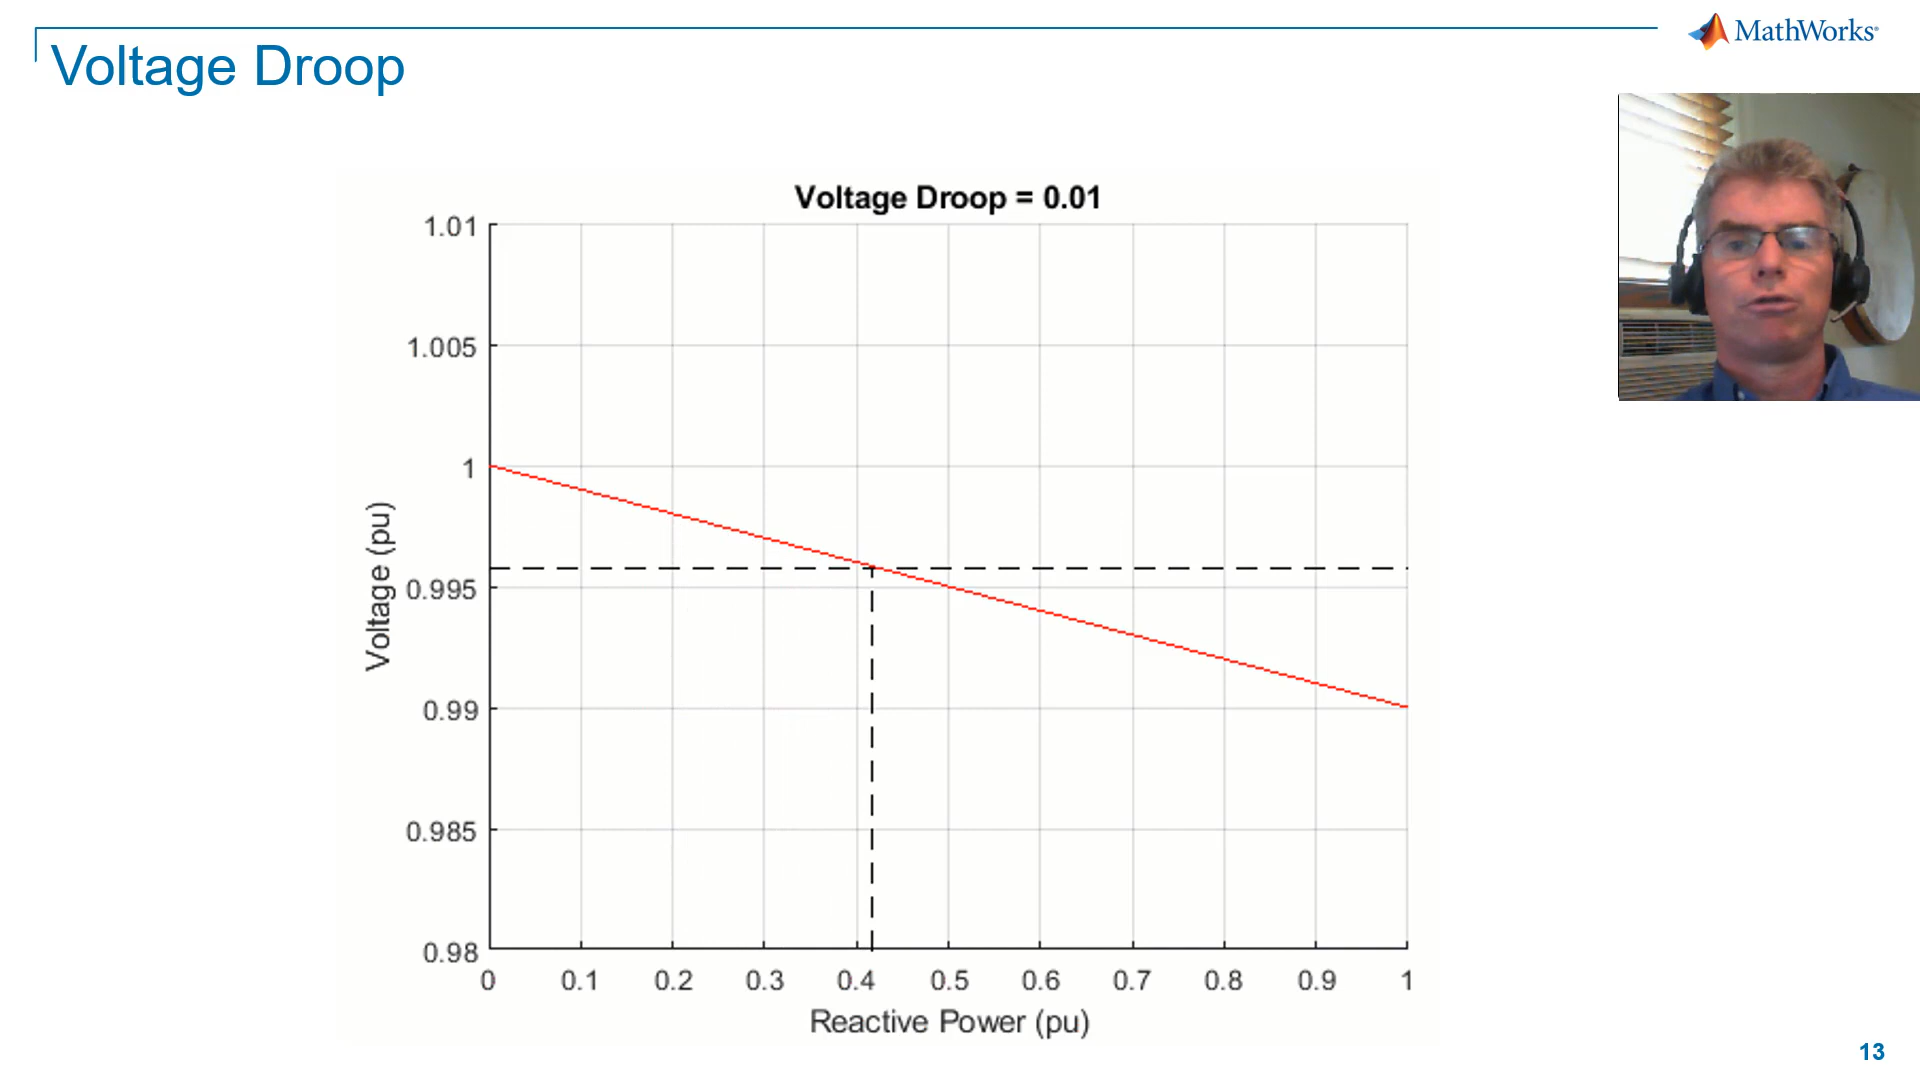 MathWorks®
Voltage Droop
Voltage Droop = 0.01
1.01
1.005
1
0.995
0.99
0.985
0.98
Voltage (pu)
0 0.1 0.2 0.3 0.4 0.5 0.6 0.7 0.8 0.9 1
Reactive Power (pu)
13